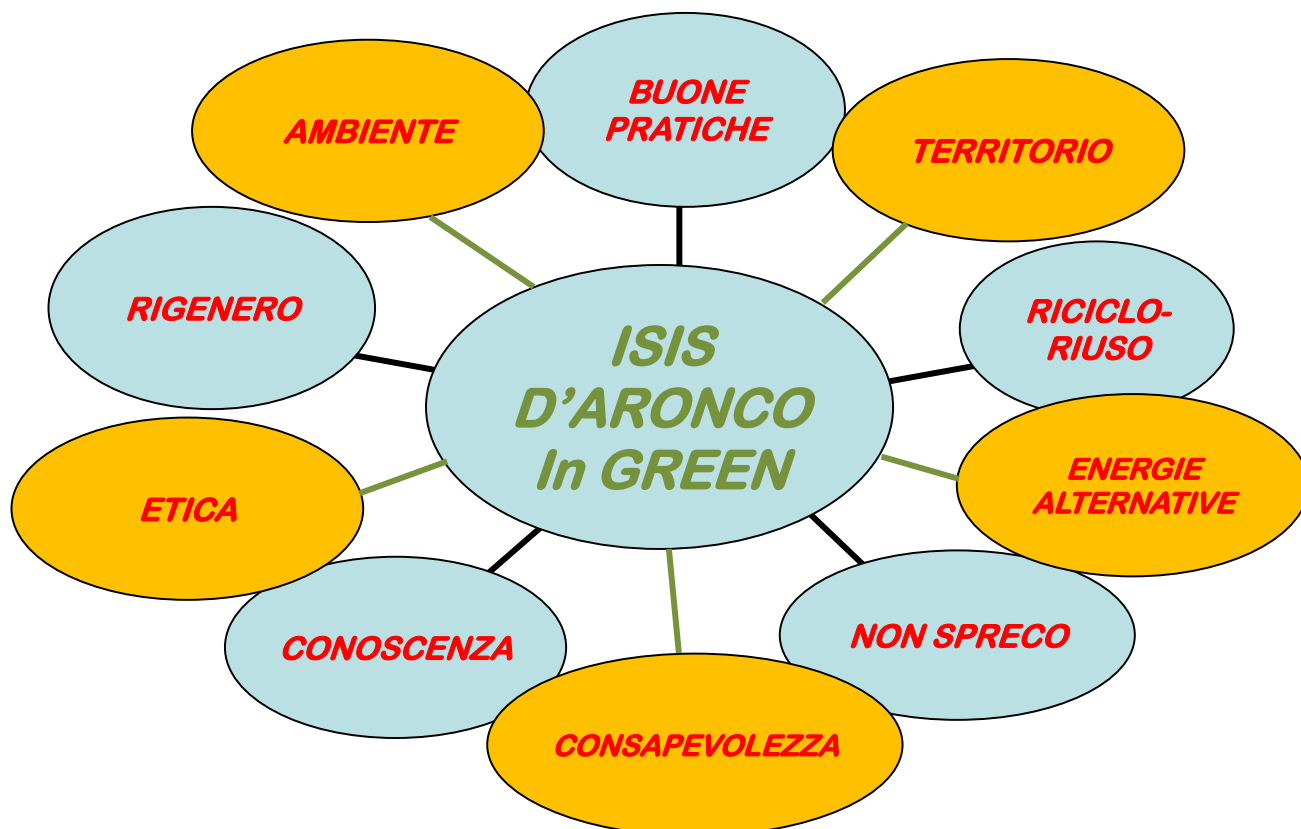 BUONE
PRATICHE
AMBIENTE
TERRITORIO
RIGENERO
RICICLO-
RIUSO
ISIS
D’ARONCO
In GREEN
ENERGIE
ALTERNATIVE
ETICA
CONOSCENZA
NON SPRECO
CONSAPEVOLEZZA